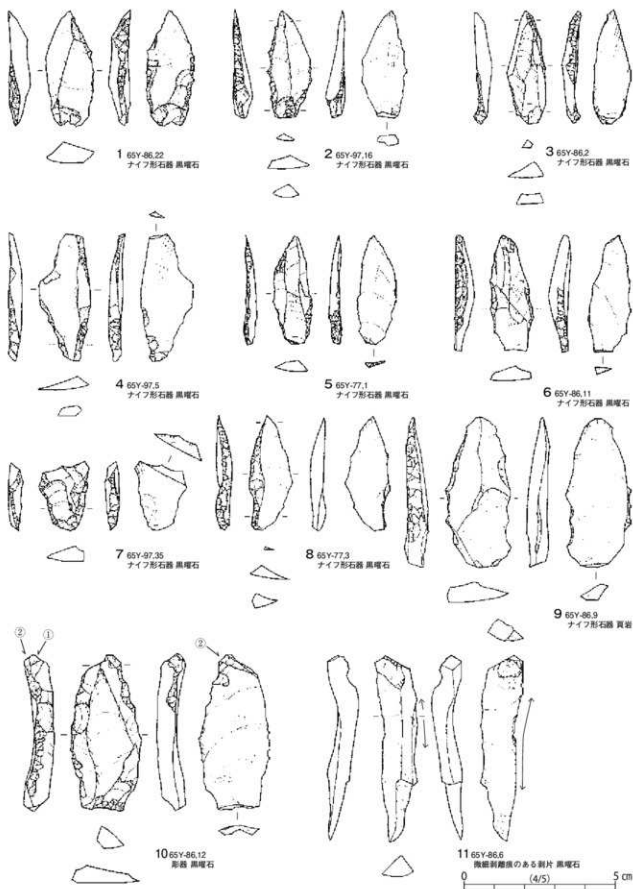 1 65Y-86,22
ナイフ形石器 黒曜石
2 65Y-97,16
ナイフ形石器 黒曜石
3 65Y-86,2
ナイフ形石器 黒曜石
4 65Y-97,5
ナイフ形石器 黒曜石
5 65Y-77,1
ナイフ形石器 黒曜石
6 65Y-86,11
ナイフ形石器 黒曜石
7 65Y-97,35
ナイフ形石器 黒曜石
8 65Y-77,3
ナイフ形石器 黒曜石
9 65Y-86,9
ナイフ形石器 頁岩
② ①
②
10 65Y-86,12
彫器 黒曜石
11 65Y-86,6
微細剥離痕のある剥片 黒曜石
0 (4/5) 5 cm